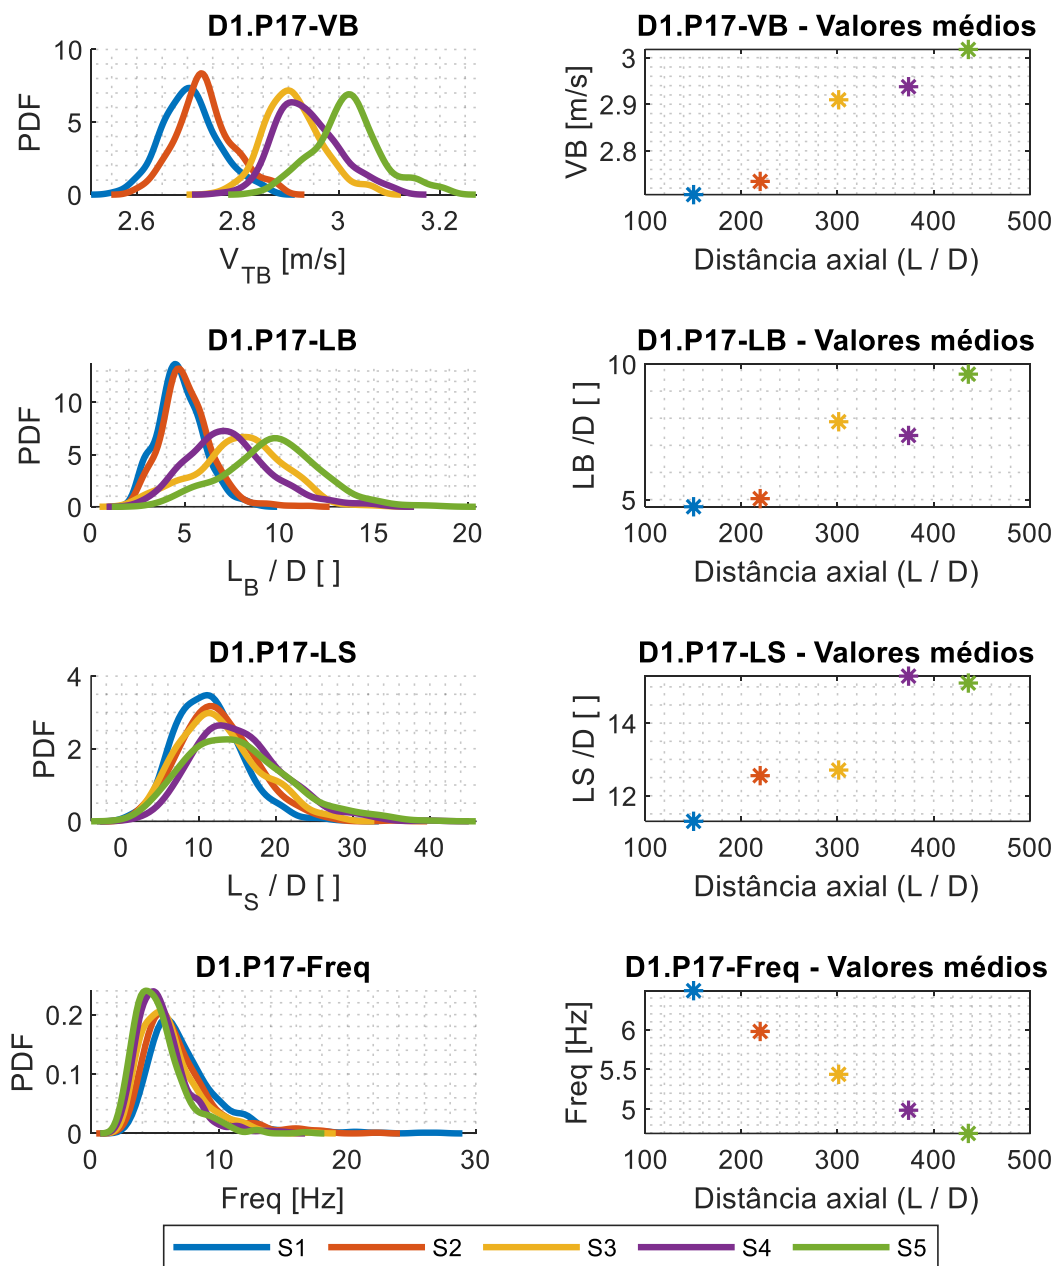 D1.P17-VB
10
5
0
PDF
2.6
2.8
3
3.2
V_TB [m/s]
D1.P17-VB - Valores médios
3
2.9
2.8
VB [m/s]
100
200
300
400
500
Distância axial (L / D)
D1.P17-LB
10
5
0
PDF
0
5
10
15
20
L_B / D [ ]
D1.P17-LB - Valores médios
10
5
LB /D [ ]
100
200
300
400
500
Distância axial (L / D)
D1.P17-LS
4
2
0
PDF
0
10
20
30
40
L_S / D [ ]
D1.P17-LS - Valores médios
14
12
LS /D [ ]
100
200
300
400
500
Distância axial (L / D)
D1.P17-Freq
0.2
0.1
0
PDF
0
10
20
30
Freq [Hz]
D1.P17-Freq - Valores médios
6
5.5
5
Freq [Hz]
100
200
300
400
500
Distância axial (L / D)
S1
S2
S3
S4
S5